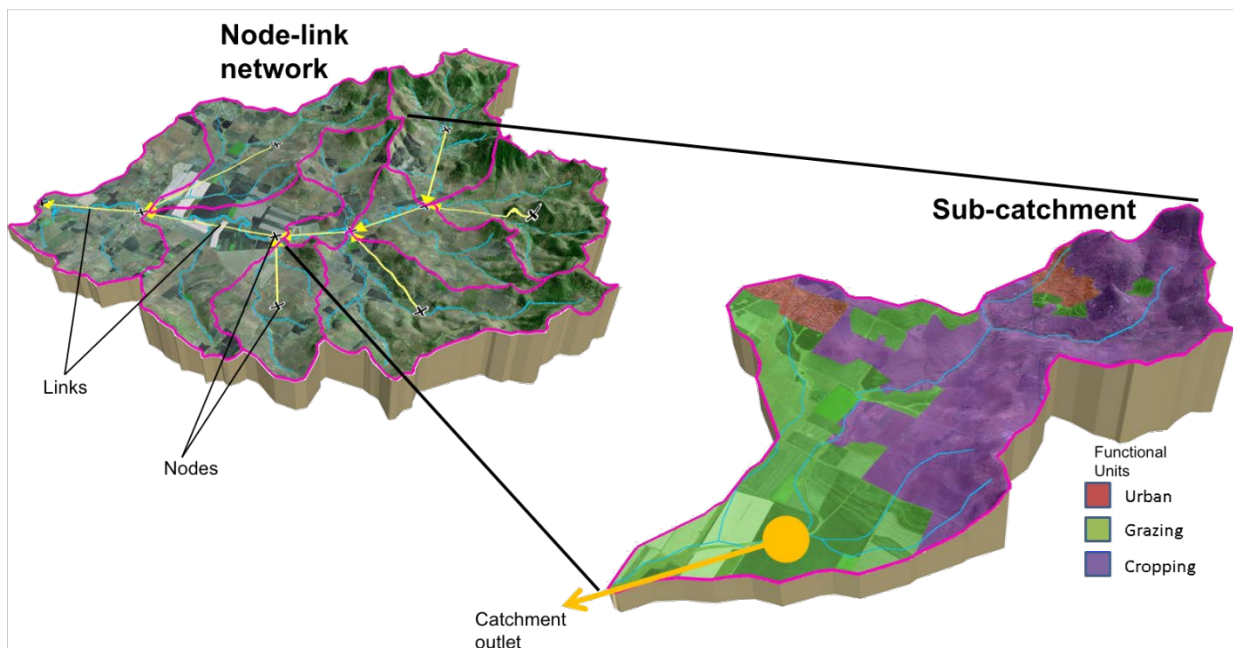 Node-link
network
Sub-catchment
Links
Nodes
Functional
Units
Urban
Grazing
Cropping
Catchment
outlet